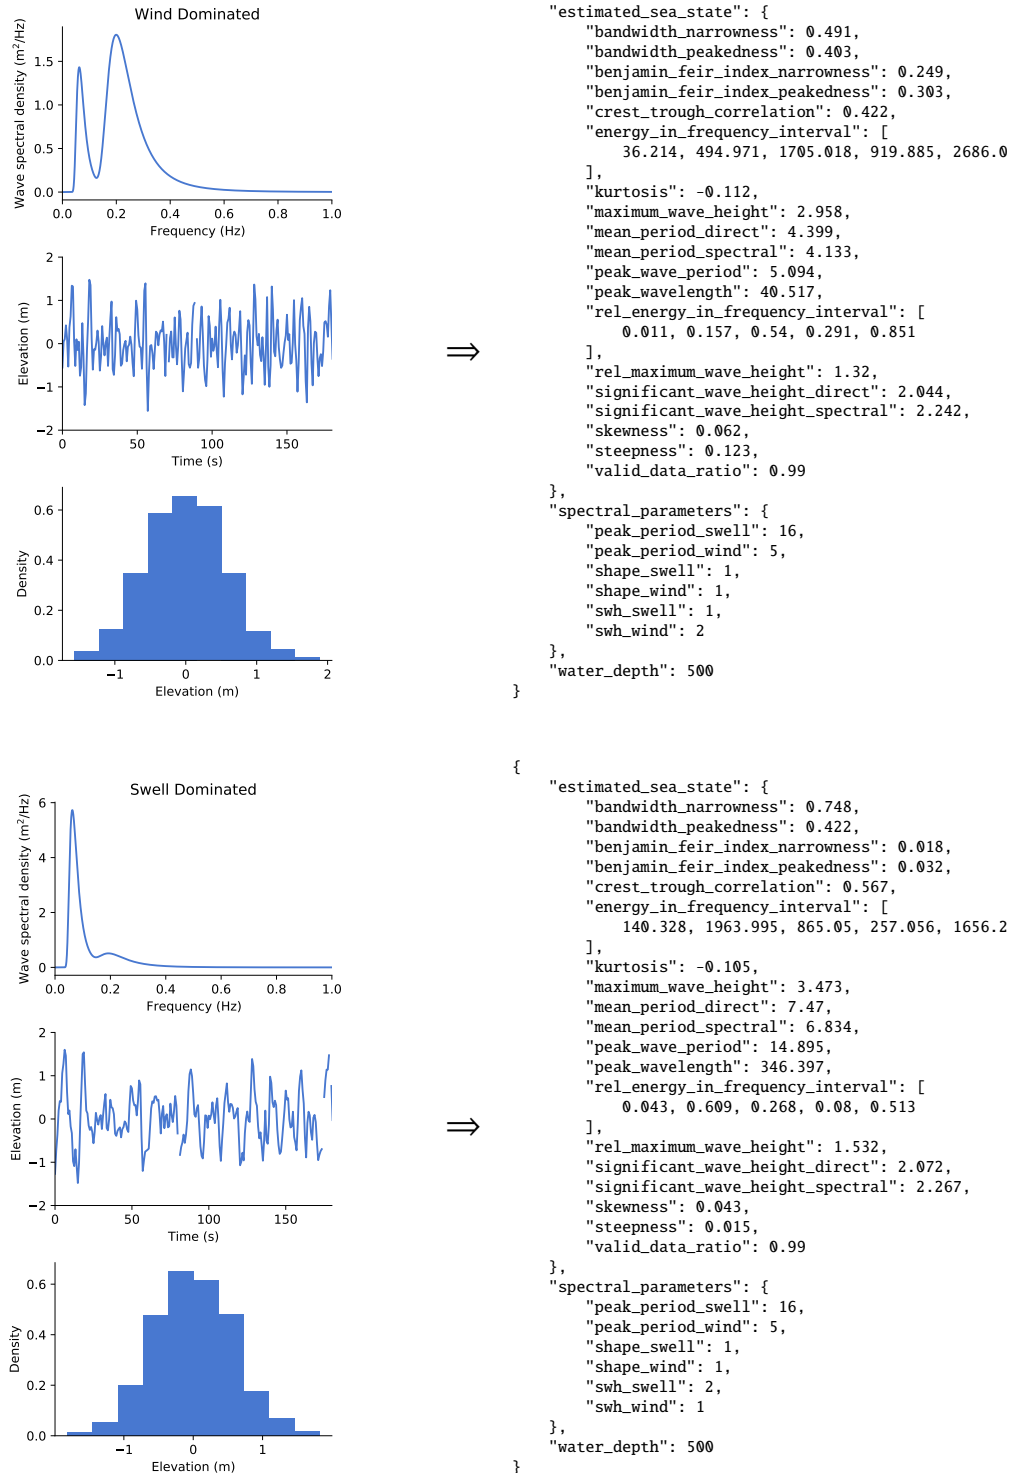 Wind Dominated
Wave spectral density (m²/Hz)
1.5
1.0
0.5
0.0
0.0 0.2 0.4 0.6 0.8 1.0
Frequency (Hz)
Elevation (m)
2
1
0
−1
−2
0 50 100 150
Time (s)
Density
0.6
0.4
0.2
0.0
−1 0 1 2
Elevation (m)
⇒
"estimated_sea_state": {
"bandwidth_narrowness": 0.491,
"bandwidth_peakedness": 0.403,
"benjamin_feir_index_narrowness": 0.249,
"benjamin_feir_index_peakedness": 0.303,
"crest_trough_correlation": 0.422,
"energy_in_frequency_interval": [
36.214, 494.971, 1705.018, 919.885, 2686.0
],
"kurtosis": -0.112,
"maximum_wave_height": 2.958,
"mean_period_direct": 4.399,
"mean_period_spectral": 4.133,
"peak_wave_period": 5.094,
"peak_wavelength": 40.517,
"rel_energy_in_frequency_interval": [
0.011, 0.157, 0.54, 0.291, 0.851
],
"rel_maximum_wave_height": 1.32,
"significant_wave_height_direct": 2.044,
"significant_wave_height_spectral": 2.242,
"skewness": 0.062,
"steepness": 0.123,
"valid_data_ratio": 0.99
},
"spectral_parameters": {
"peak_period_swell": 16,
"peak_period_wind": 5,
"shape_swell": 1,
"shape_wind": 1,
"swh_swell": 1,
"swh_wind": 2
},
"water_depth": 500
}
Swell Dominated
Wave spectral density (m²/Hz)
6
4
2
0
0.0 0.2 0.4 0.6 0.8 1.0
Frequency (Hz)
Elevation (m)
2
1
0
−1
−2
0 50 100 150
Time (s)
Density
0.6
0.4
0.2
0.0
−1 0 1
Elevation (m)
⇒
{
"estimated_sea_state": {
"bandwidth_narrowness": 0.748,
"bandwidth_peakedness": 0.422,
"benjamin_feir_index_narrowness": 0.018,
"benjamin_feir_index_peakedness": 0.032,
"crest_trough_correlation": 0.567,
"energy_in_frequency_interval": [
140.328, 1963.995, 865.05, 257.056, 1656.2
],
"kurtosis": -0.105,
"maximum_wave_height": 3.473,
"mean_period_direct": 7.47,
"mean_period_spectral": 6.834,
"peak_wave_period": 14.895,
"peak_wavelength": 346.397,
"rel_energy_in_frequency_interval": [
0.043, 0.609, 0.268, 0.08, 0.513
],
"rel_maximum_wave_height": 1.532,
"significant_wave_height_direct": 2.072,
"significant_wave_height_spectral": 2.267,
"skewness": 0.043,
"steepness": 0.015,
"valid_data_ratio": 0.99
},
"spectral_parameters": {
"peak_period_swell": 16,
"peak_period_wind": 5,
"shape_swell": 1,
"shape_wind": 1,
"swh_swell": 2,
"swh_wind": 1
},
"water_depth": 500
}